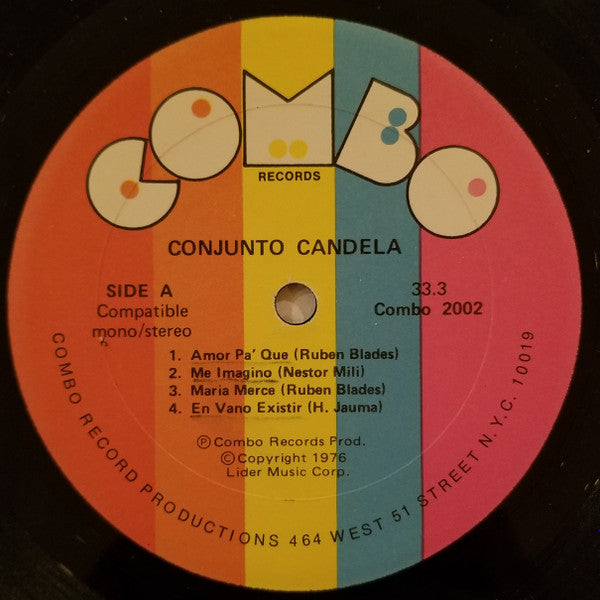 COMBO
RECORDS
CONJUNTO CANDELA
SIDE A
Compatible
mono/stereo
33.3
Combo 2002
1. Amor Pa' Que (Ruben Blades)
2. Me Imagino (Nestor Mili)
3. Maria Merce (Ruben Blades)
4. En Vano Existir (H. Jauma)
Ⓟ Combo Records Prod.
© Copyright 1976
Lider Music Corp.
COMBO RECORD PRODUCTIONS 464 WEST 51 STREET N.Y.C. 10019